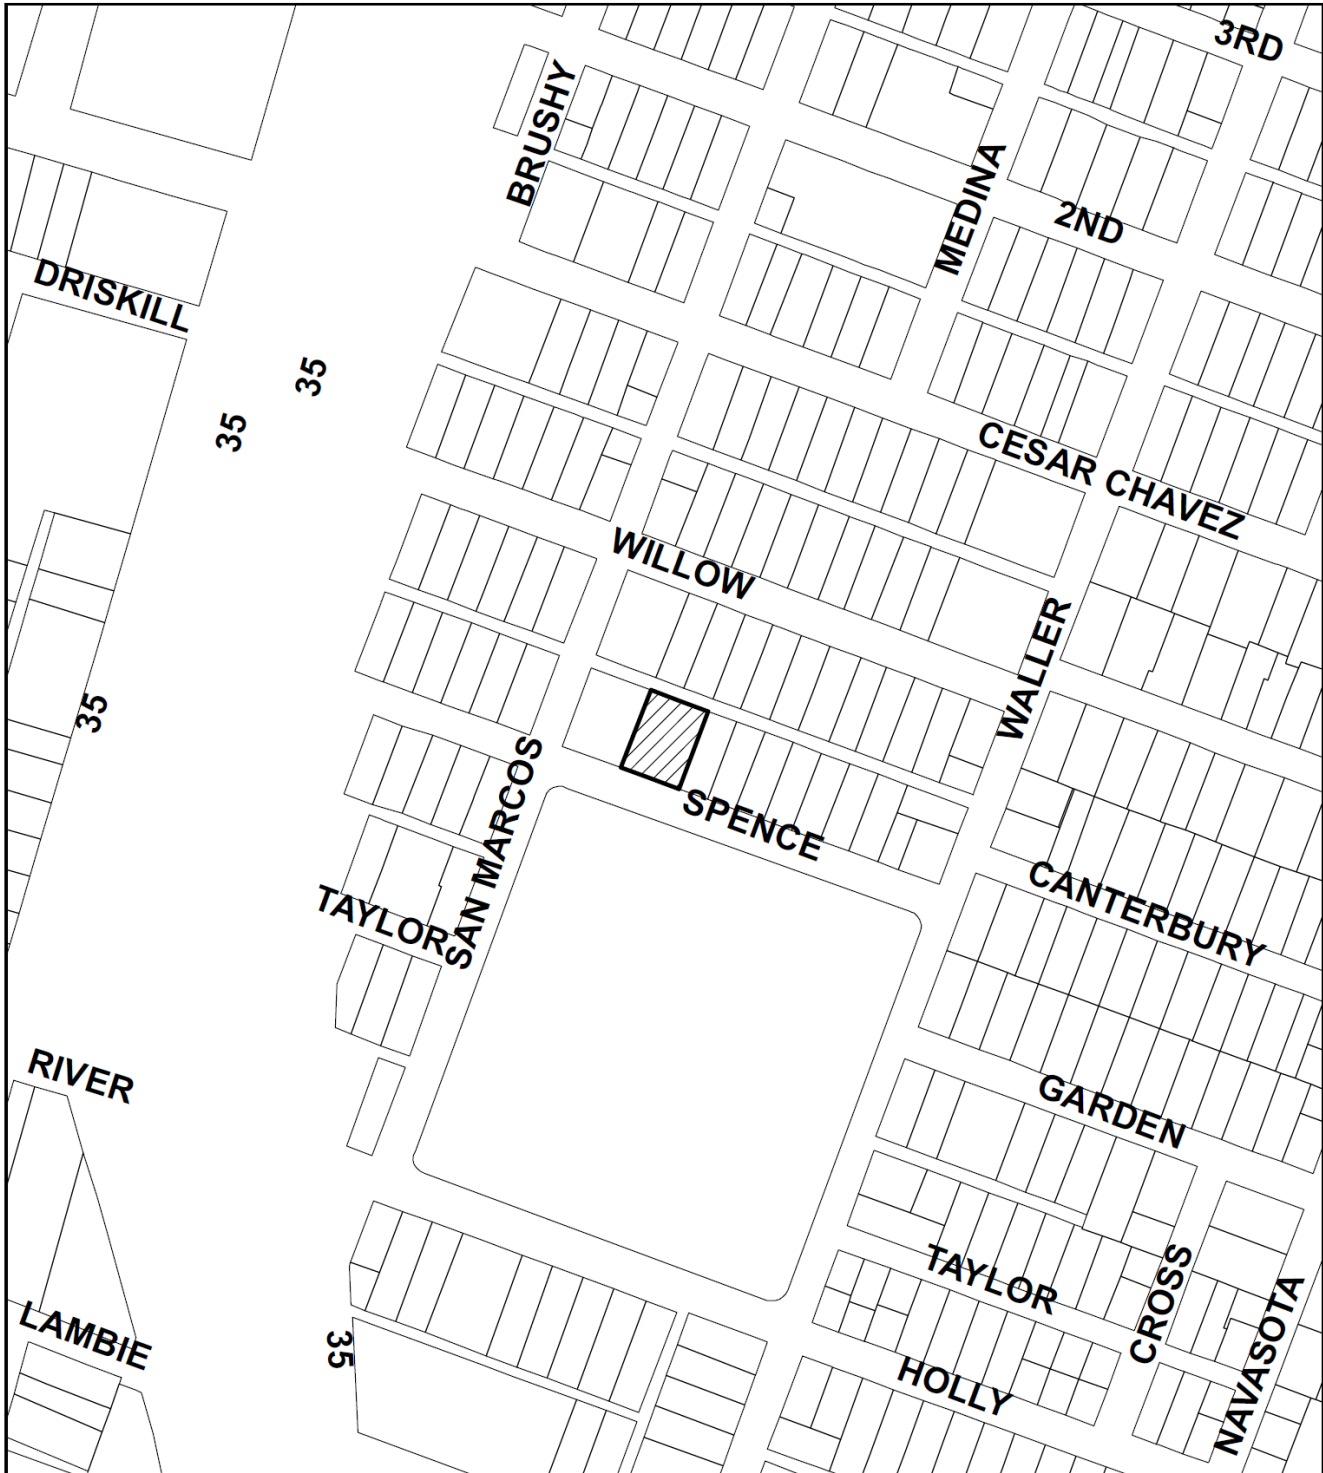 3RD
BRUSHY
MEDINA
2ND
DRISKILL
35
35
CESAR CHAVEZ
WILLOW
WALLER
35
SAN MARCOS
SPENCE
CANTERBURY
TAYLOR
RIVER
GARDEN
TAYLOR
CROSS
NAVASOTA
LAMBIE
35
HOLLY